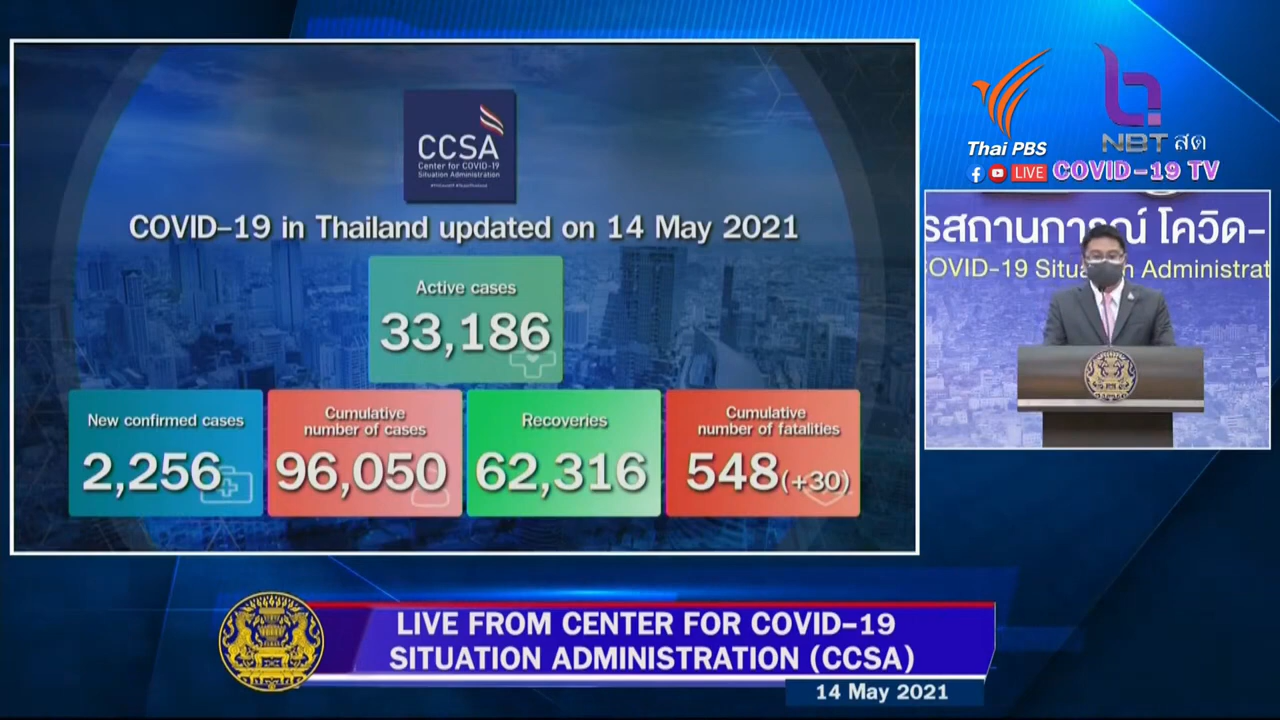 CCSA
Center for COVID-19
Situation Administration
COVID-19 in Thailand updated on 14 May 2021
Active cases
33,186
New confirmed cases
2,256
Cumulative
number of cases
96,050
Recoveries
62,316
Cumulative
number of fatalities
548(+30)
Thai PBS
NBT สด
LIVE COVID-19 TV
รสถานการณ์ โควิด-
OVID-19 Situa n Administrat
LIVE FROM CENTER FOR COVID-19
SITUATION ADMINISTRATION (CCSA)
14 May 2021